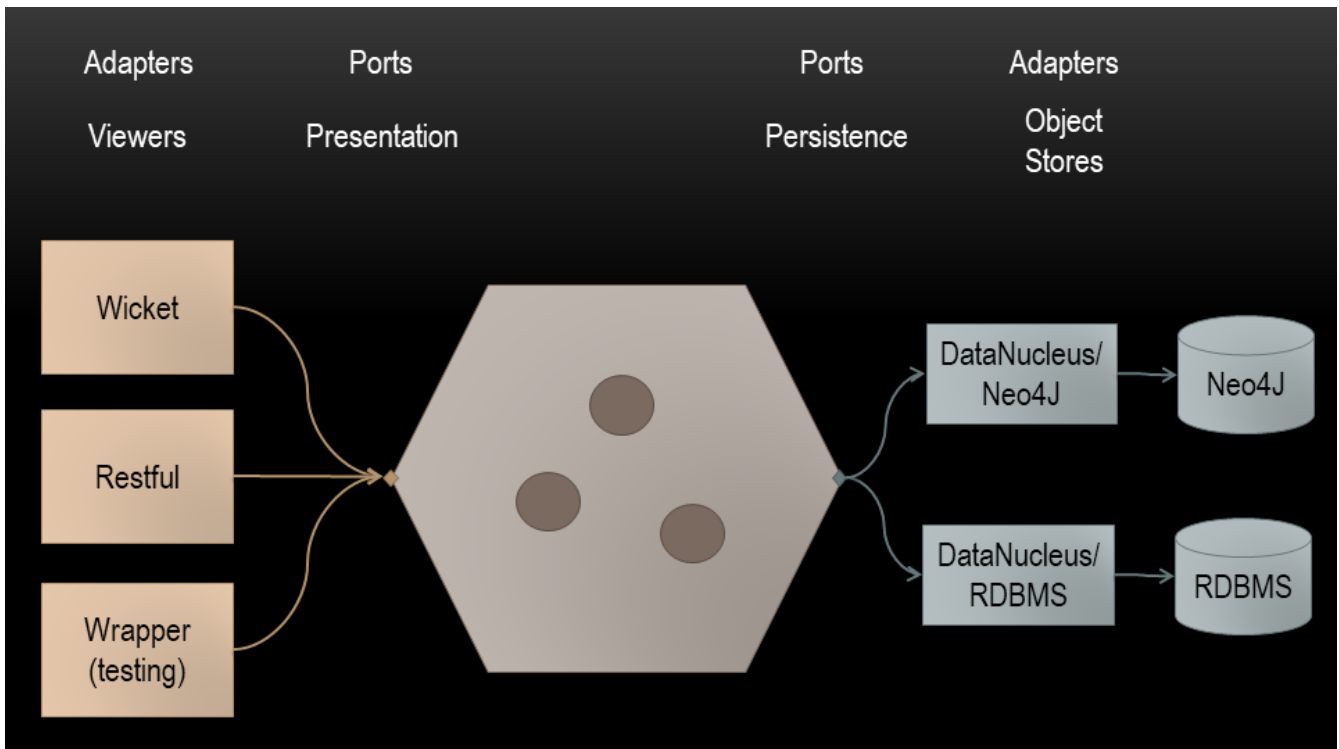 Adapters
Ports
Ports
Adapters
Viewers
Presentation
Persistence
Object
Stores
Wicket
Restful
Wrapper
(testing)
DataNucleus/
Neo4J
Neo4J
DataNucleus/
RDBMS
RDBMS